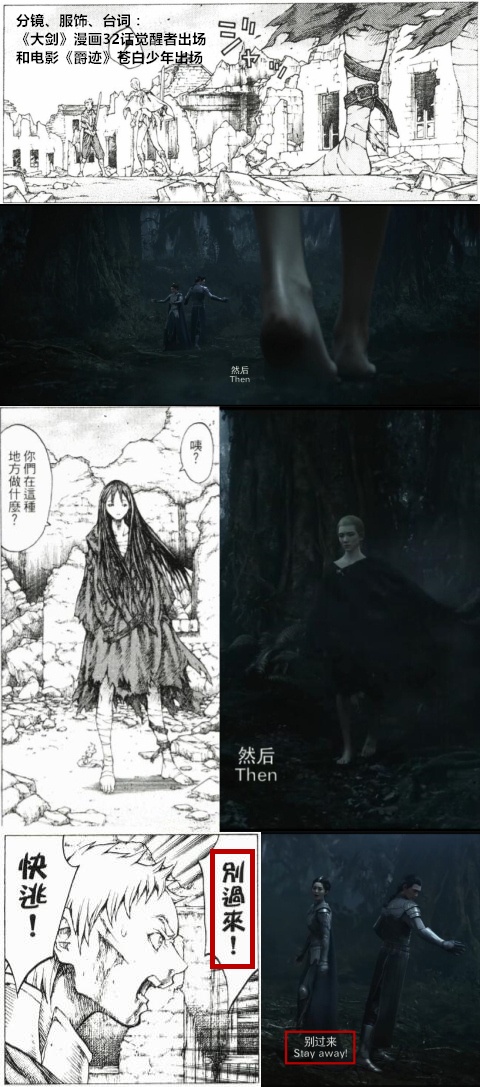 分镜、服饰、台词：
《大剑》漫画32话觉醒者出场
和电影《爵迹》苍白少年出场
然后
Then
咦？
你們在這種
地方做什麼？
然后
Then
別過來！
快逃！
别过来
Stay away!